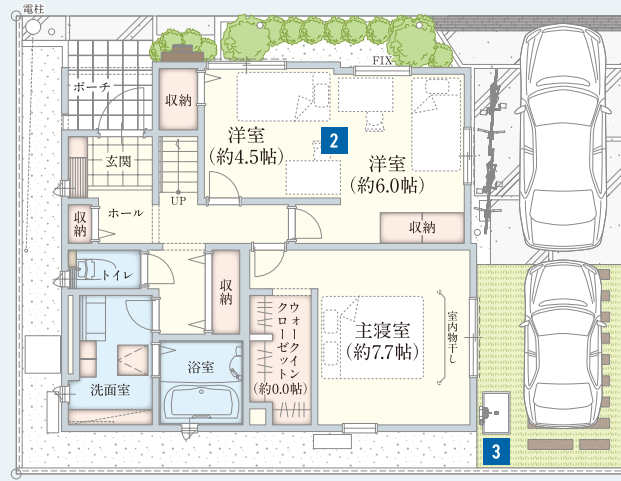 電柱
ポーチ
収納
FIX
洋室
(約4.5帖)
2
洋室
(約6.0帖)
玄関
UP
ホール
収納
収納
トイレ
収納
ウォークイン
クローゼット
(約0.0帖)
主寝室
(約7.7帖)
室内物干し
浴室
洗面室
3